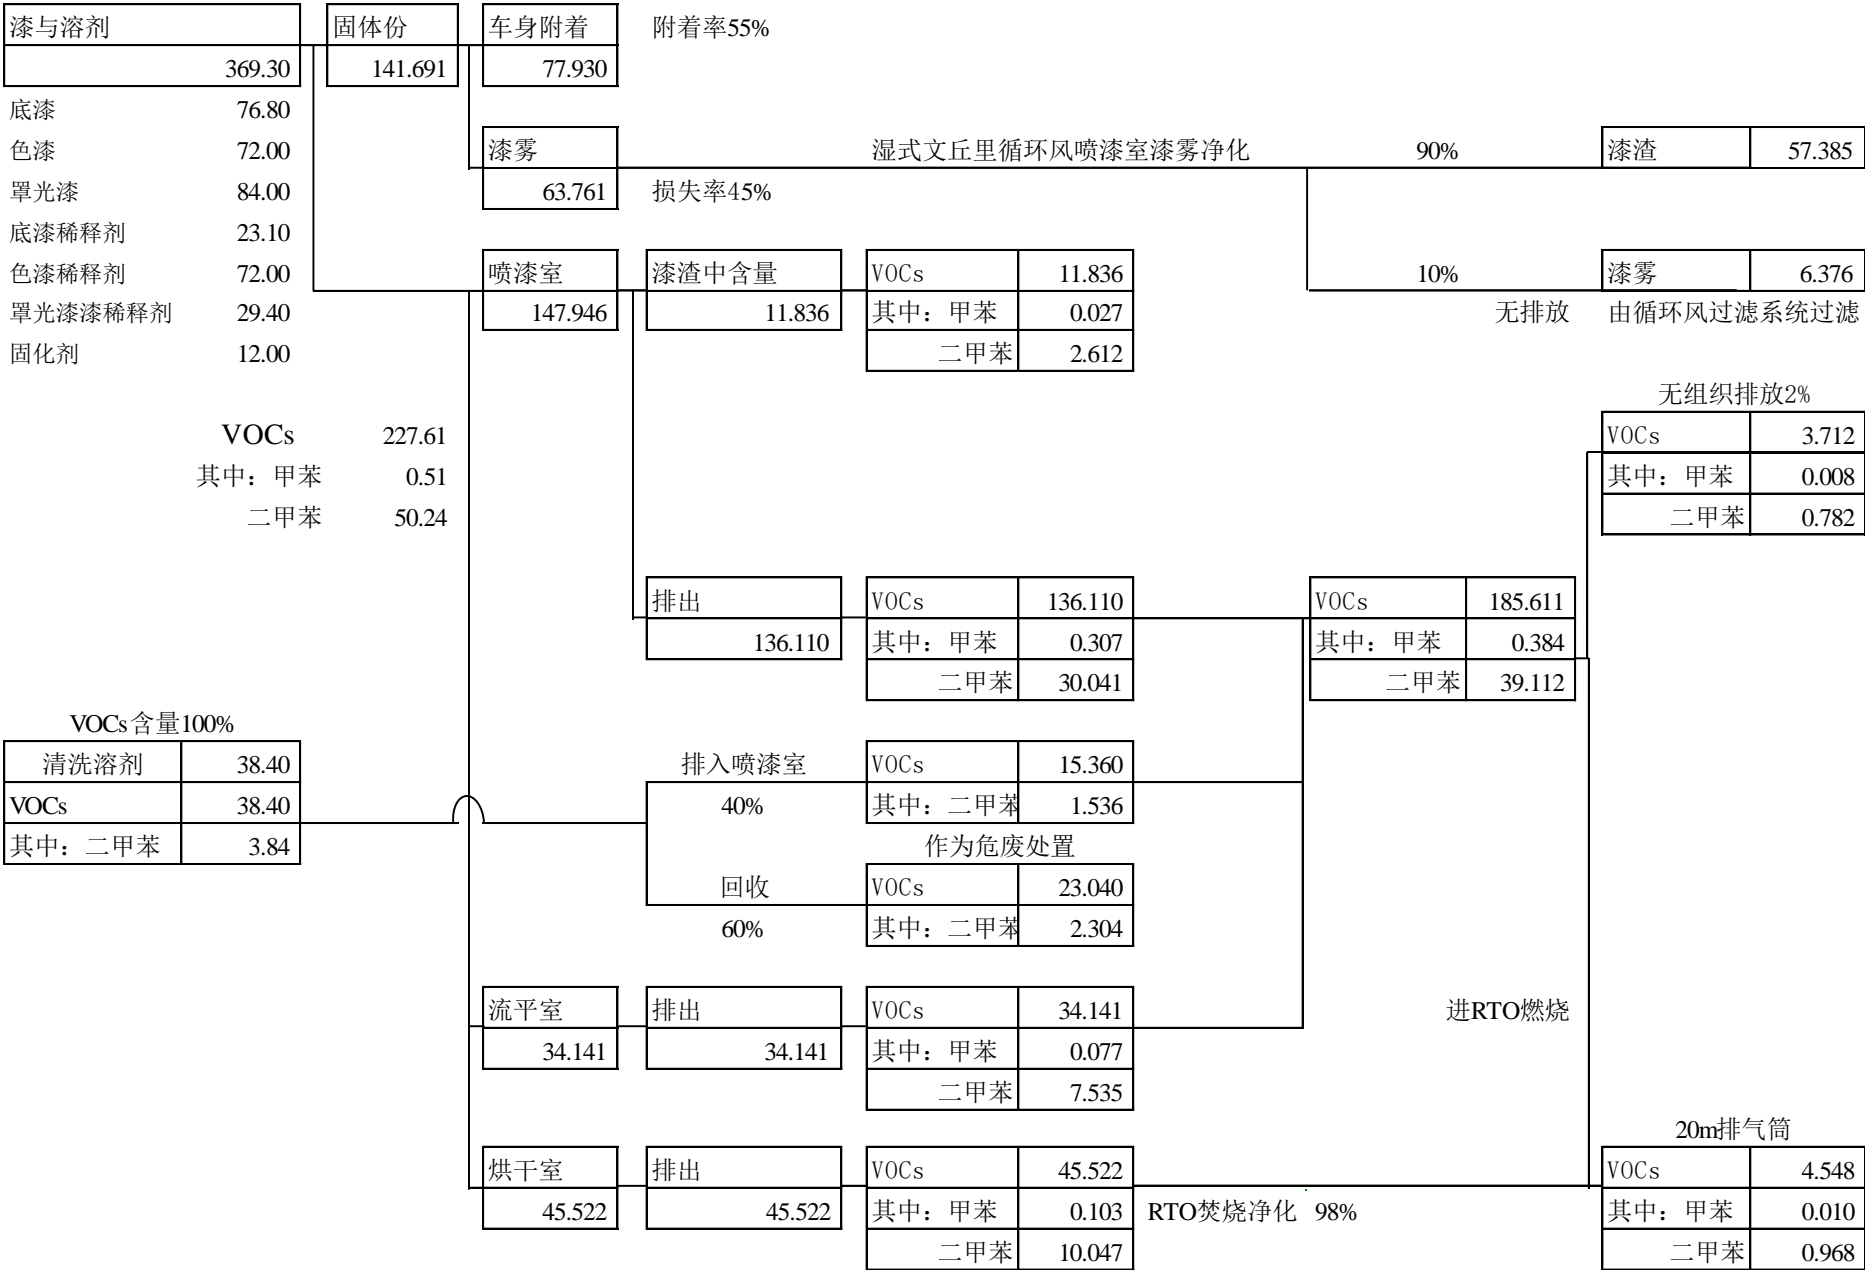 漆与溶剂 固体份 车身附着 附着率55%
369.30 141.691 77.930
底漆 76.80
色漆 72.00 漆雾 湿式文丘里循环风喷漆室漆雾净化 90% 漆渣 57.385
罩光漆 84.00 63.761 损失率45%
底漆稀释剂 23.10
色漆稀释剂 72.00 喷漆室 漆渣中含量 VOCs 11.836 10% 漆雾 6.376
罩光漆漆稀释剂 29.40 147.946 11.836 其中：甲苯 0.027 无排放 由循环风过滤系统过滤
固化剂 12.00 二甲苯 2.612
无组织排放2%
VOCs 227.61 VOCs 3.712
其中：甲苯 0.51 其中：甲苯 0.008
二甲苯 50.24 二甲苯 0.782
排出 VOCs 136.110 VOCs 185.611
136.110 其中：甲苯 0.307 其中：甲苯 0.384
二甲苯 30.041 二甲苯 39.112
VOCs含量100%
清洗溶剂 38.40 排入喷漆室 VOCs 15.360
VOCs 38.40 40% 其中：二甲苯 1.536
其中：二甲苯 3.84 作为危废处置
回收 VOCs 23.040
60% 其中：二甲苯 2.304
流平室 排出 VOCs 34.141 进RTO燃烧
34.141 34.141 其中：甲苯 0.077
二甲苯 7.535
20m排气筒
烘干室 排出 VOCs 45.522 VOCs 4.548
45.522 45.522 其中：甲苯 0.103 RTO焚烧净化 98% 其中：甲苯 0.010
二甲苯 10.047 二甲苯 0.968